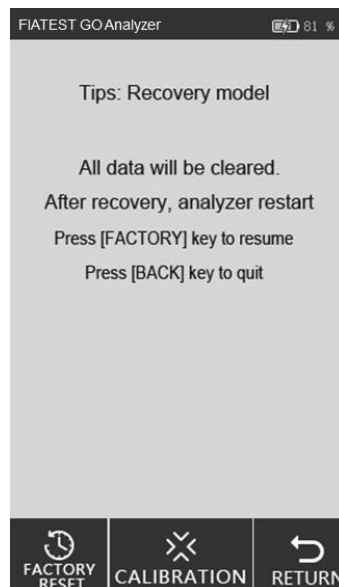 FIATEST GO Analyzer 81 %
Tips: Recovery model
All data will be cleared.
After recovery, analyzer restart
Press [FACTORY] key to resume
Press [BACK] key to quit
FACTORY RESET
CALIBRATION
RETURN